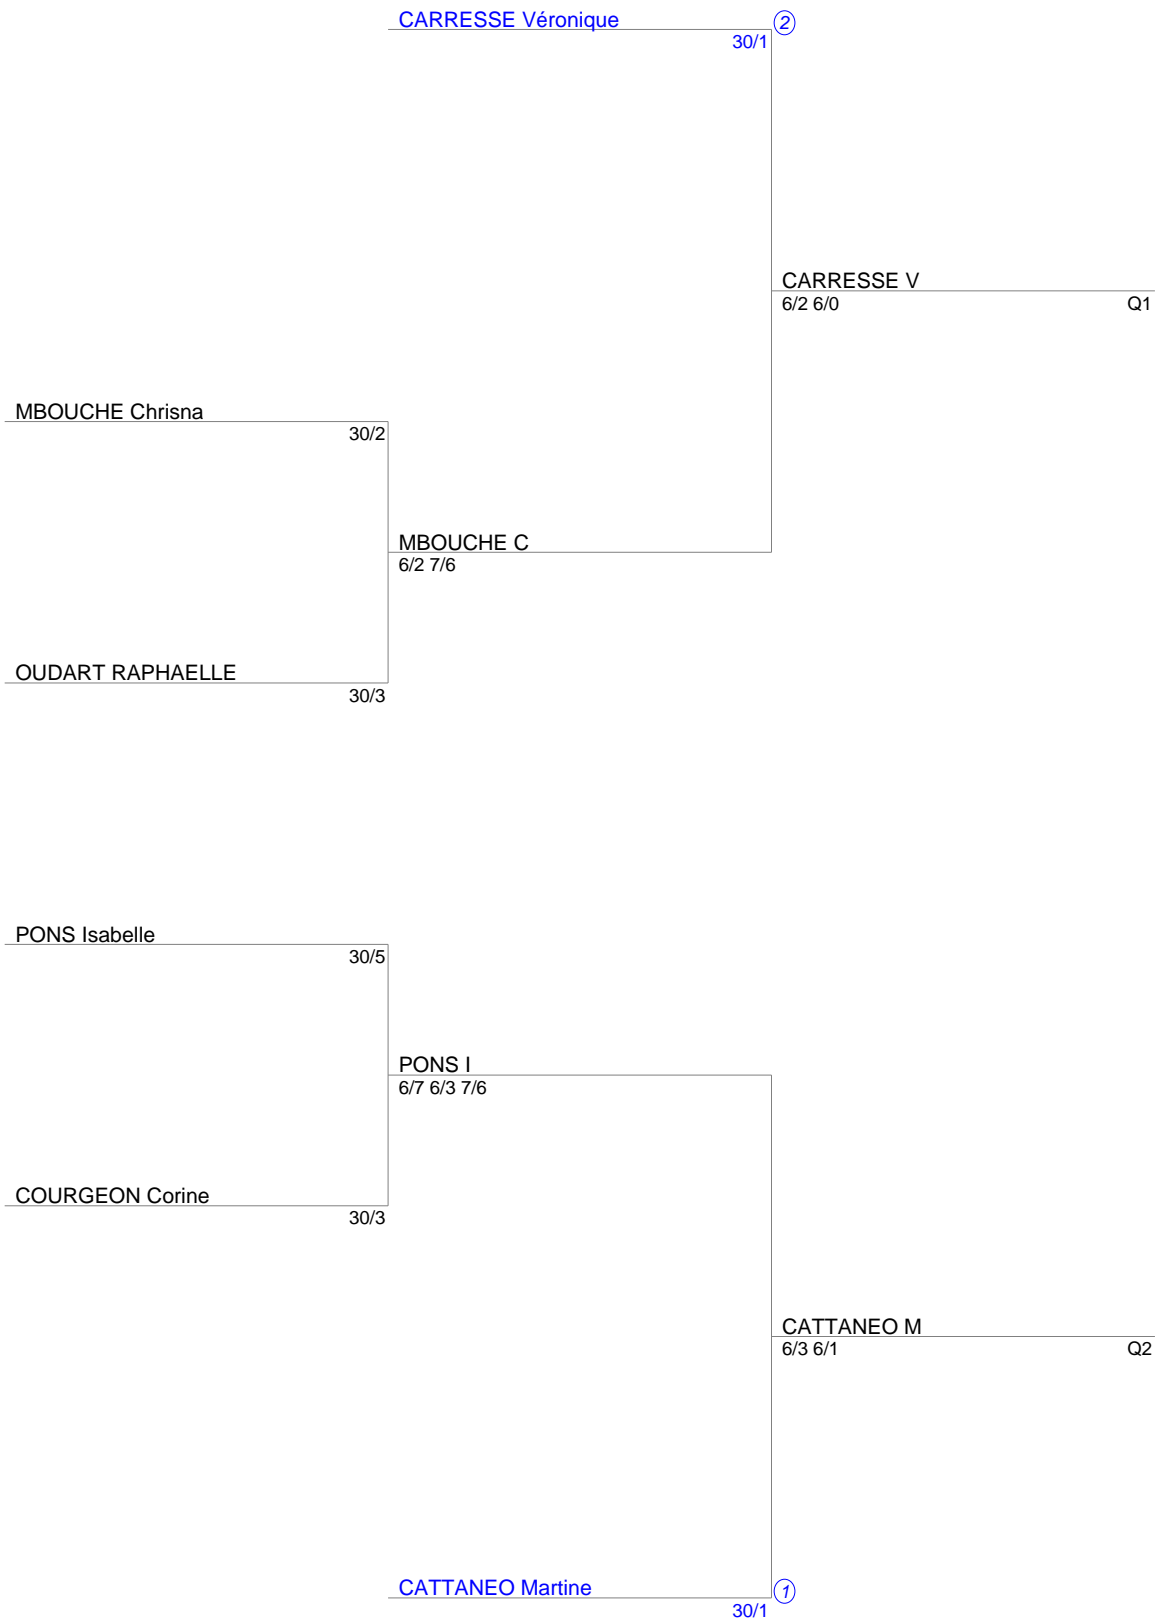 CARRESSE Véronique
2
30/1
CARRESSE V
6/2 6/0
Q1
MBOUCHE Chrisna
30/2
MBOUCHE C
6/2 7/6
OUDART RAPHAELLE
30/3
PONS Isabelle
30/5
PONS I
6/7 6/3 7/6
COURGEON Corine
30/3
CATTANEO M
6/3 6/1
Q2
CATTANEO Martine
1
30/1